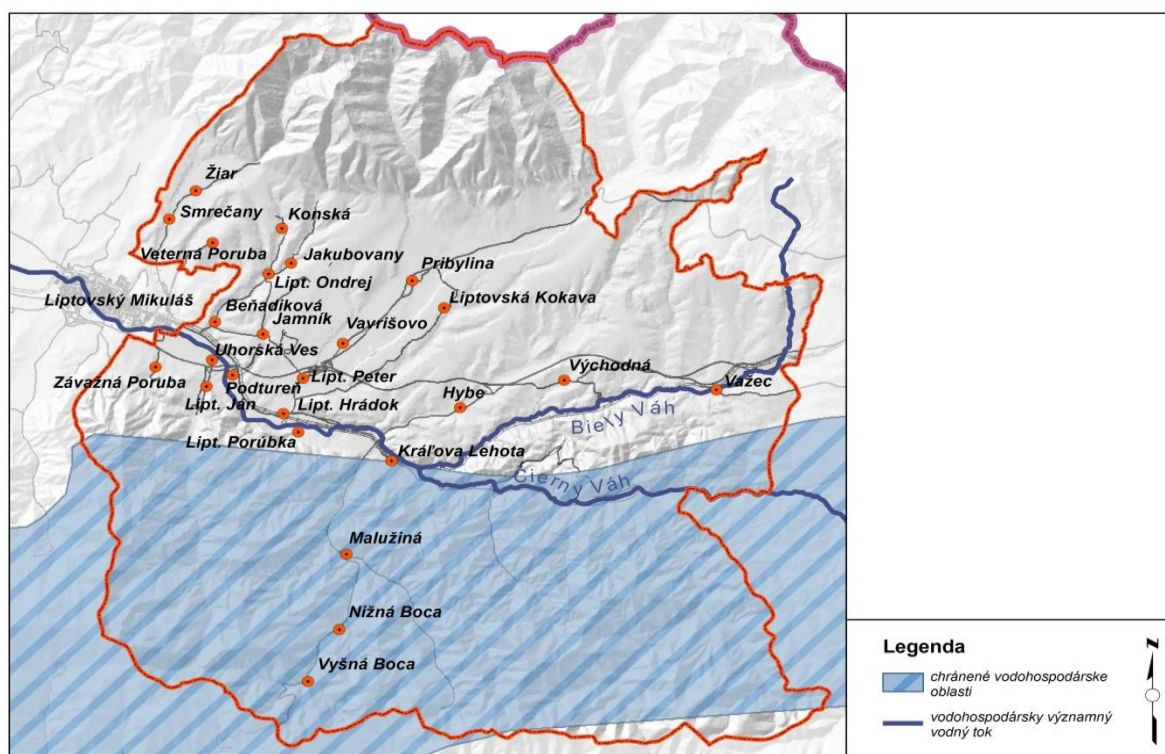 Žiar
Smrečany
Konská
Veterná Poruba
Jakubovany
Lipt. Ondrej
Pribylina
Liptovský Mikuláš
Liptovská Kokava
Beňadiková
Jamník
Vavrišovo
Uhorská Ves
Závažná Poruba
Podtureň
Lipt. Peter
Východná
Važec
Lipt. Ján
Lipt. Hrádok
Hybe
Biely Váh
Lipt. Porúbka
Kráľova Lehota
Čierny Váh
Malužiná
Nižná Boca
Vyšná Boca
Legenda
chránené vodohospodárske
oblasti
vodohospodársky významný
vodný tok
N